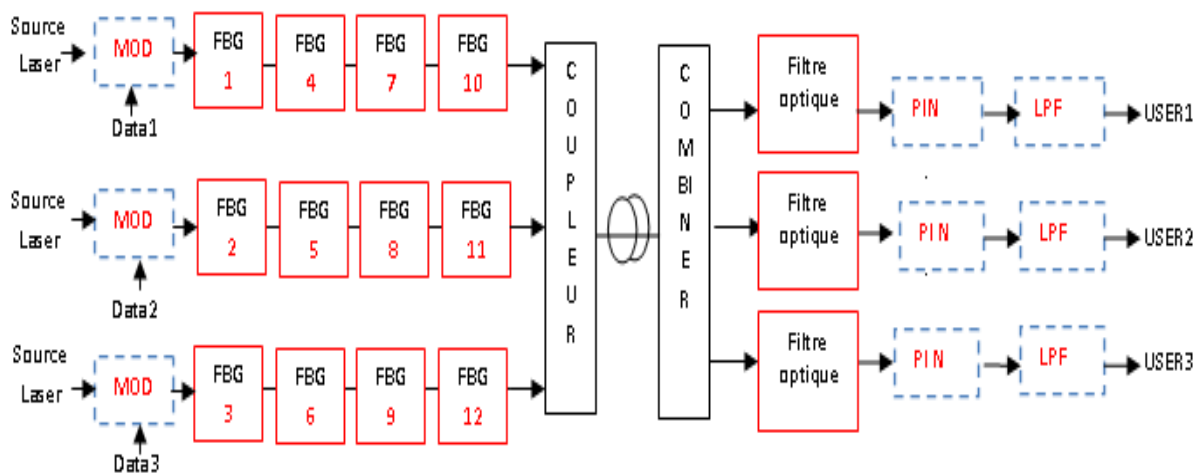 Source
Laser
MOD
Data1
FBG
1
FBG
4
FBG
7
FBG
10
Source
Laser
MOD
Data2
FBG
2
FBG
5
FBG
8
FBG
11
Source
Laser
MOD
Data3
FBG
3
FBG
6
FBG
9
FBG
12
C
O
U
P
L
E
U
R
C
O
M
BI
N
E
R
Filtre
optique
PIN
LPF
USER1
Filtre
optique
PIN
LPF
USER2
Filtre
optique
PIN
LPF
USER3